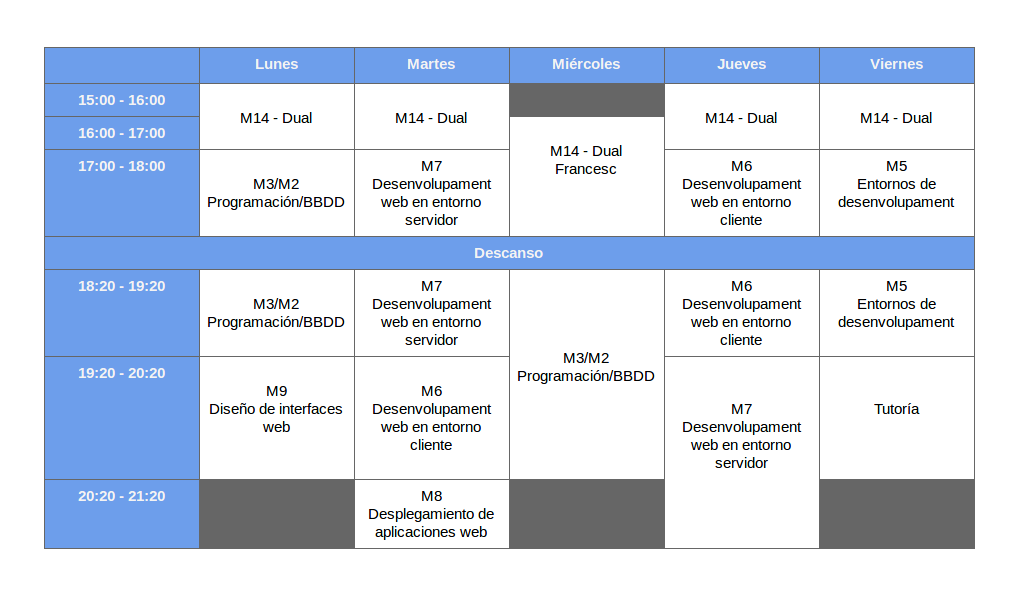 Lunes
Martes
Miércoles
Jueves
Viernes
15:00 - 16:00
M14 - Dual
M14 - Dual
M14 - Dual
M14 - Dual
16:00 - 17:00
M14 - Dual
Francesc
17:00 - 18:00
M3/M2
Programación/BBDD
M7
Desenvolupament
web en entorno
servidor
M6
Desenvolupament
web en entorno
cliente
M5
Entornos de
desenvolupament
Descanso
18:20 - 19:20
M3/M2
Programación/BBDD
M7
Desenvolupament
web en entorno
servidor
M3/M2
Programación/BBDD
M6
Desenvolupament
web en entorno
cliente
M5
Entornos de
desenvolupament
19:20 - 20:20
M9
Diseño de interfaces
web
M6
Desenvolupament
web en entorno
cliente
M7
Desenvolupament
web en entorno
servidor
Tutoría
20:20 - 21:20
M8
Desplegamiento de
aplicaciones web